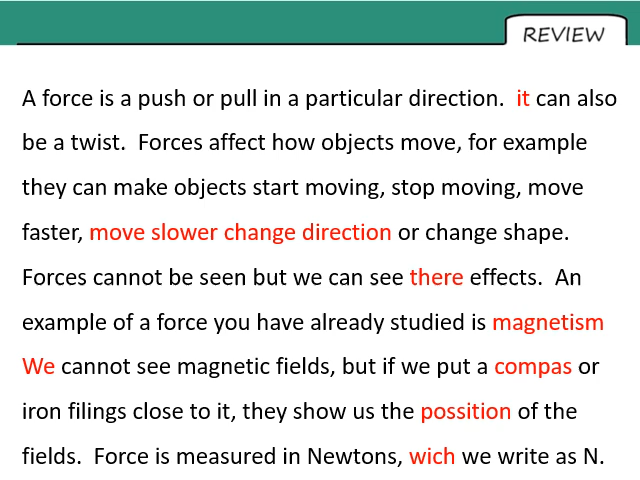 REVIEW
A force is a push or pull in a particular direction.  it can also
be a twist.  Forces affect how objects move, for example
they can make objects start moving, stop moving, move
faster, move slower change direction or change shape.
Forces cannot be seen but we can see there effects.  An
example of a force you have already studied is magnetism
We cannot see magnetic fields, but if we put a compas or
iron filings close to it, they show us the possition of the
fields.  Force is measured in Newtons, wich we write as N.